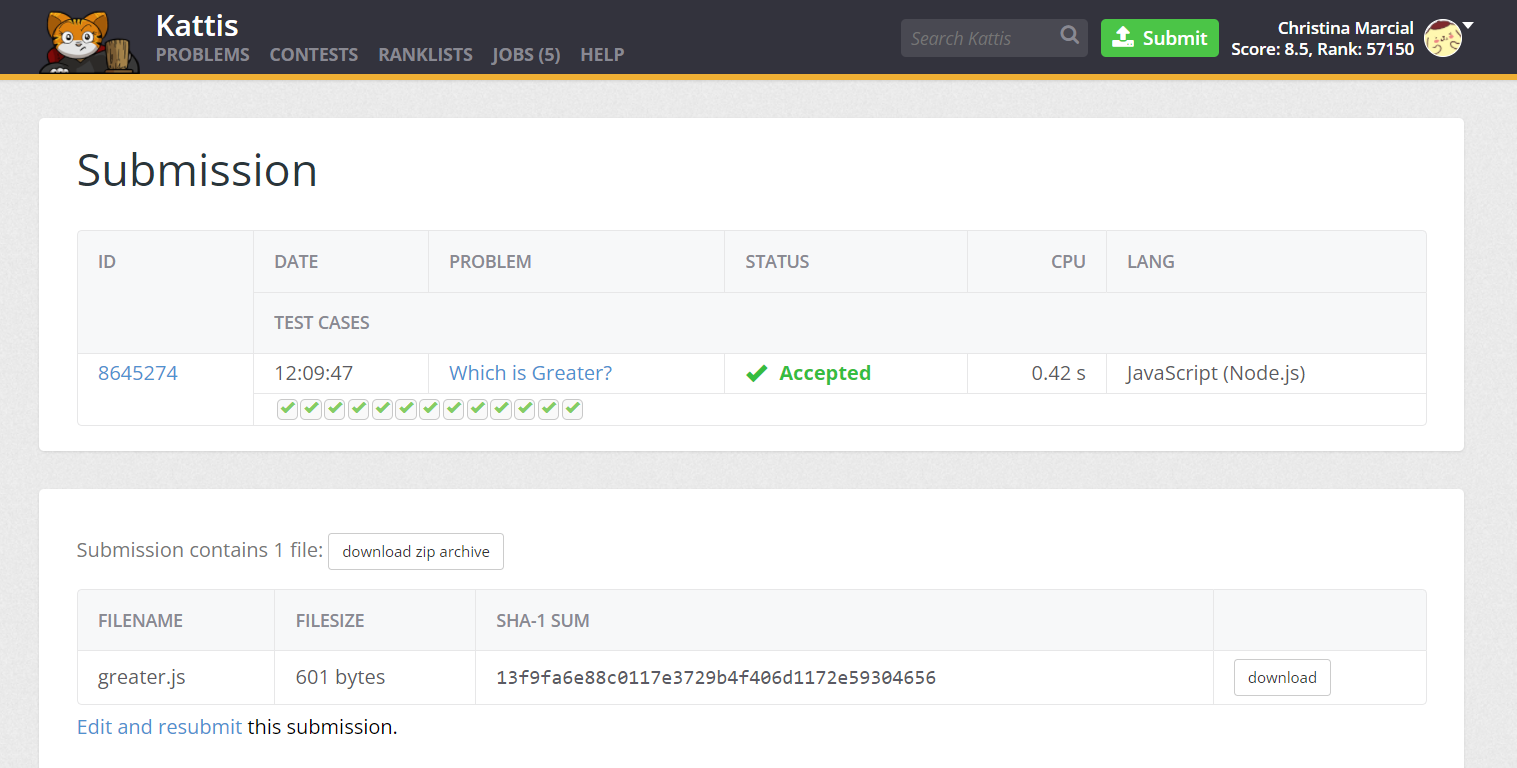 Kattis
PROBLEMS CONTESTS RANKLISTS JOBS (5) HELP
Search Kattis
Submit
Christina Marcial
Score: 8.5, Rank: 57150
Submission
ID DATE PROBLEM STATUS CPU LANG
TEST CASES
8645274 12:09:47 Which is Greater? Accepted 0.42 s JavaScript (Node.js)
Submission contains 1 file: download zip archive
FILENAME FILESIZE SHA-1 SUM
greater.js 601 bytes 13f9fa6e88c0117e3729b4f406d1172e59304656 download
Edit and resubmit this submission.